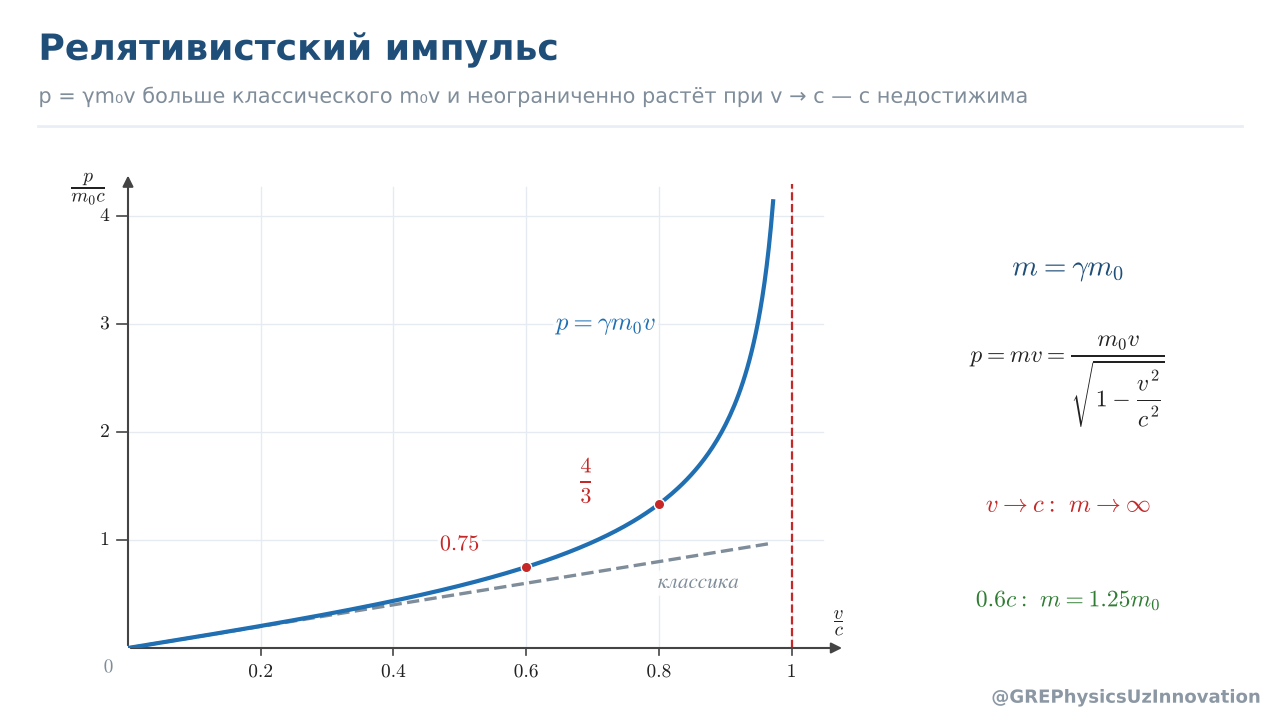 Релятивистский импульс
p = γm₀v больше классического m₀v и неограниченно растёт при v → c — c недостижима
p/(m₀c)
4
3
2
1
0
0.2
0.4
0.6
0.8
1
v/c
p = γm₀v
4/3
0.75
классика
m = γm₀
p = mv = m₀v / √(1 − v²/c²)
v → c: m → ∞
0.6c: m = 1.25m₀
@GREPhysicsUzInnovation